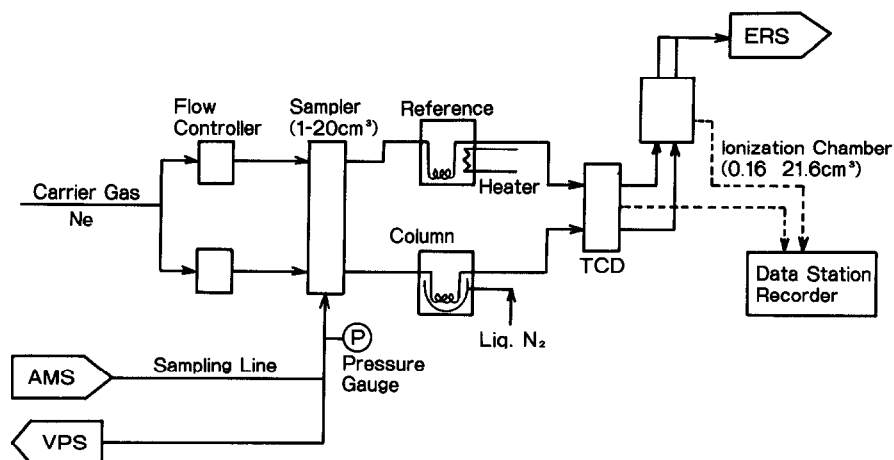 ERS
Flow
Controller
Sampler
(1-20cm³)
Reference
Heater
Ionization Chamber
(0.16 21.6cm³)
Carrier Gas
Ne
Column
TCD
Data Station
Recorder
Liq. N₂
P
Pressure
Gauge
Sampling Line
AMS
VPS